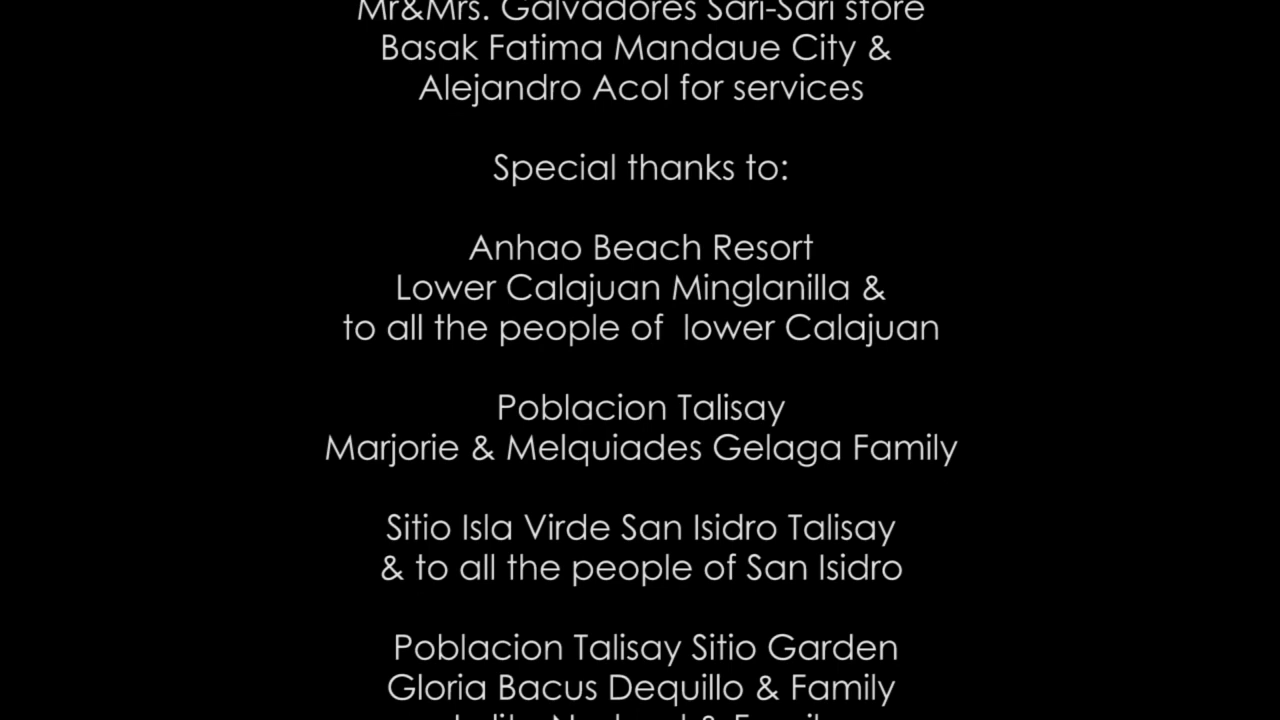 Mr&Mrs. Galvadores Sari-Sari store
Basak Fatima Mandaue City &
Alejandro Acol for services
Special thanks to:
Anhao Beach Resort
Lower Calajuan Minglanilla &
to all the people of  lower Calajuan
Poblacion Talisay
Marjorie & Melquiades Gelaga Family
Sitio Isla Virde San Isidro Talisay
& to all the people of San Isidro
Poblacion Talisay Sitio Garden
Gloria Bacus Dequillo & Family
& Family